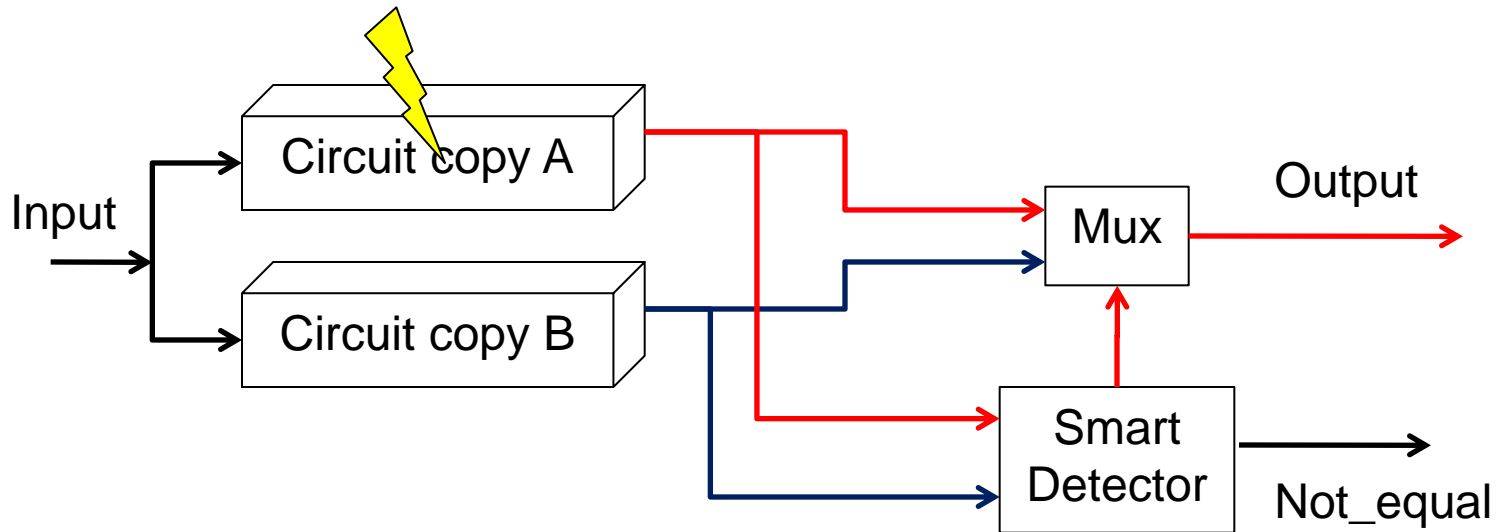 Circuit copy A
Input
Circuit copy B
Mux
Output
Smart
Detector
Not_equal